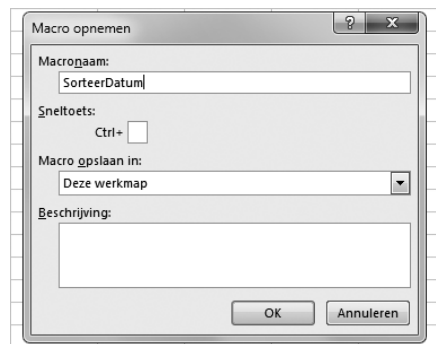 Macro opnemen
Macronaam:
SorteerDatum
Sneltoets:
Ctrl+
Macro opslaan in:
Deze werkmap
Beschrijving:
OK Annuleren